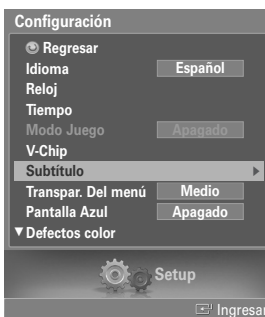 Configuración
Regresar
Idioma Español
Reloj
Tiempo
Modo Juego Apagado
V-Chip
Subtítulo
Transpar. Del menú Medio
Pantalla Azul Apagado
Defectos color
Setup
Ingresar